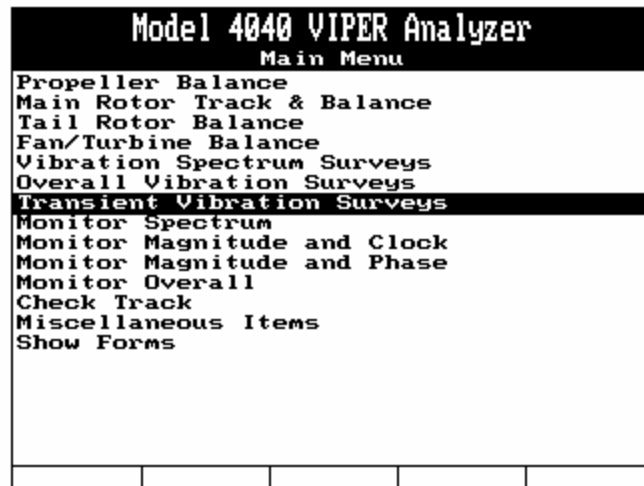 Model 4040 VIPER Analyzer
Main Menu
Propeller Balance
Main Rotor Track & Balance
Tail Rotor Balance
Fan/Turbine Balance
Vibration Spectrum Surveys
Overall Vibration Surveys
Transient Vibration Surveys
Monitor Spectrum
Monitor Magnitude and Clock
Monitor Magnitude and Phase
Monitor Overall
Check Track
Miscellaneous Items
Show Forms